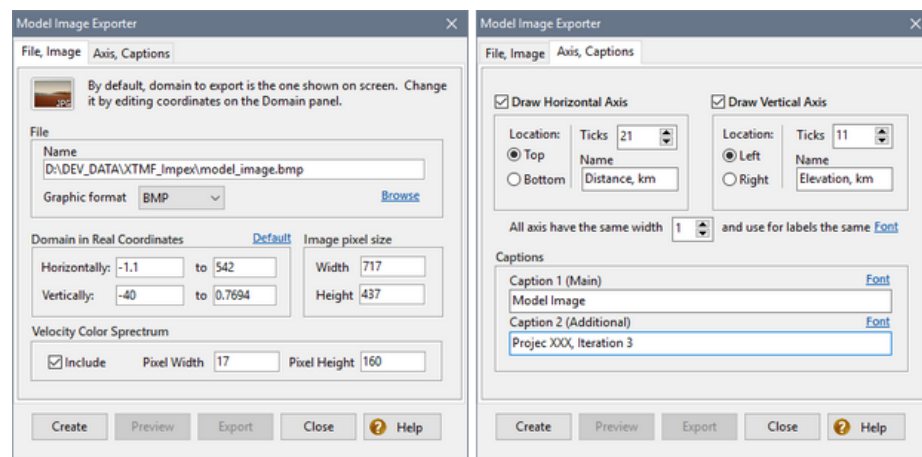 Model Image Exporter
File, Image Axis, Captions
JPG
By default, domain to export is the one shown on screen. Change
it by editing coordinates on the Domain panel.
File
Name
D:\DEV_DATA\XTMF_Impex\model_image.bmp
Graphic format BMP Browse
Domain in Real Coordinates Default Image pixel size
Horizontally: -1.1 to 542 Width 717
Vertically: -40 to 0.7694 Height 437
Velocity Color Sprectrum
Include Pixel Width 17 Pixel Height 160
Create Preview Export Close ? Help
Model Image Exporter
File, Image Axis, Captions
Draw Horizontal Axis Draw Vertical Axis
Location: Ticks 21 Location: Ticks 11
Top Name Left Name
Bottom Distance, km Right Elevation, km
All axis have the same width 1 and use for labels the same Font
Captions
Caption 1 (Main) Font
Model Image
Caption 2 (Additional) Font
Projec XXX, Iteration 3
Create Preview Export Close ? Help